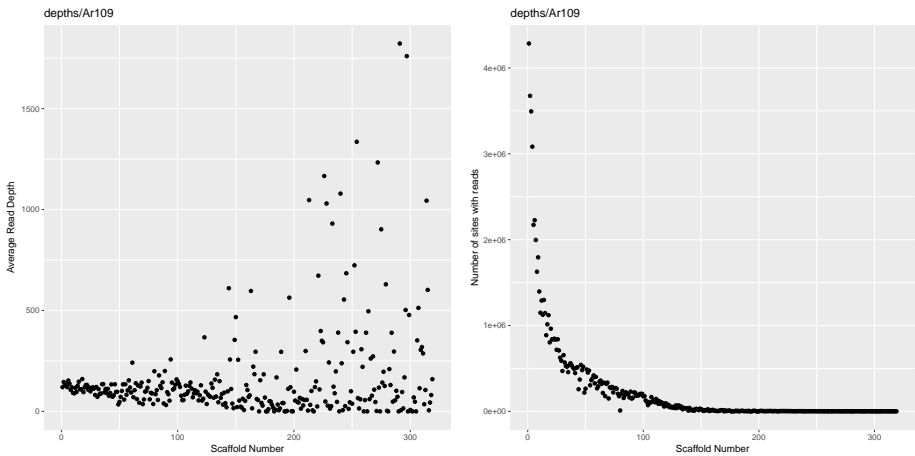 depths/Ar109
Average Read Depth
1500
1000
500
0
0
100
200
300
Scaffold Number
depths/Ar109
Number of sites with reads
4e+06
3e+06
2e+06
1e+06
0e+00
0
100
200
300
Scaffold Number